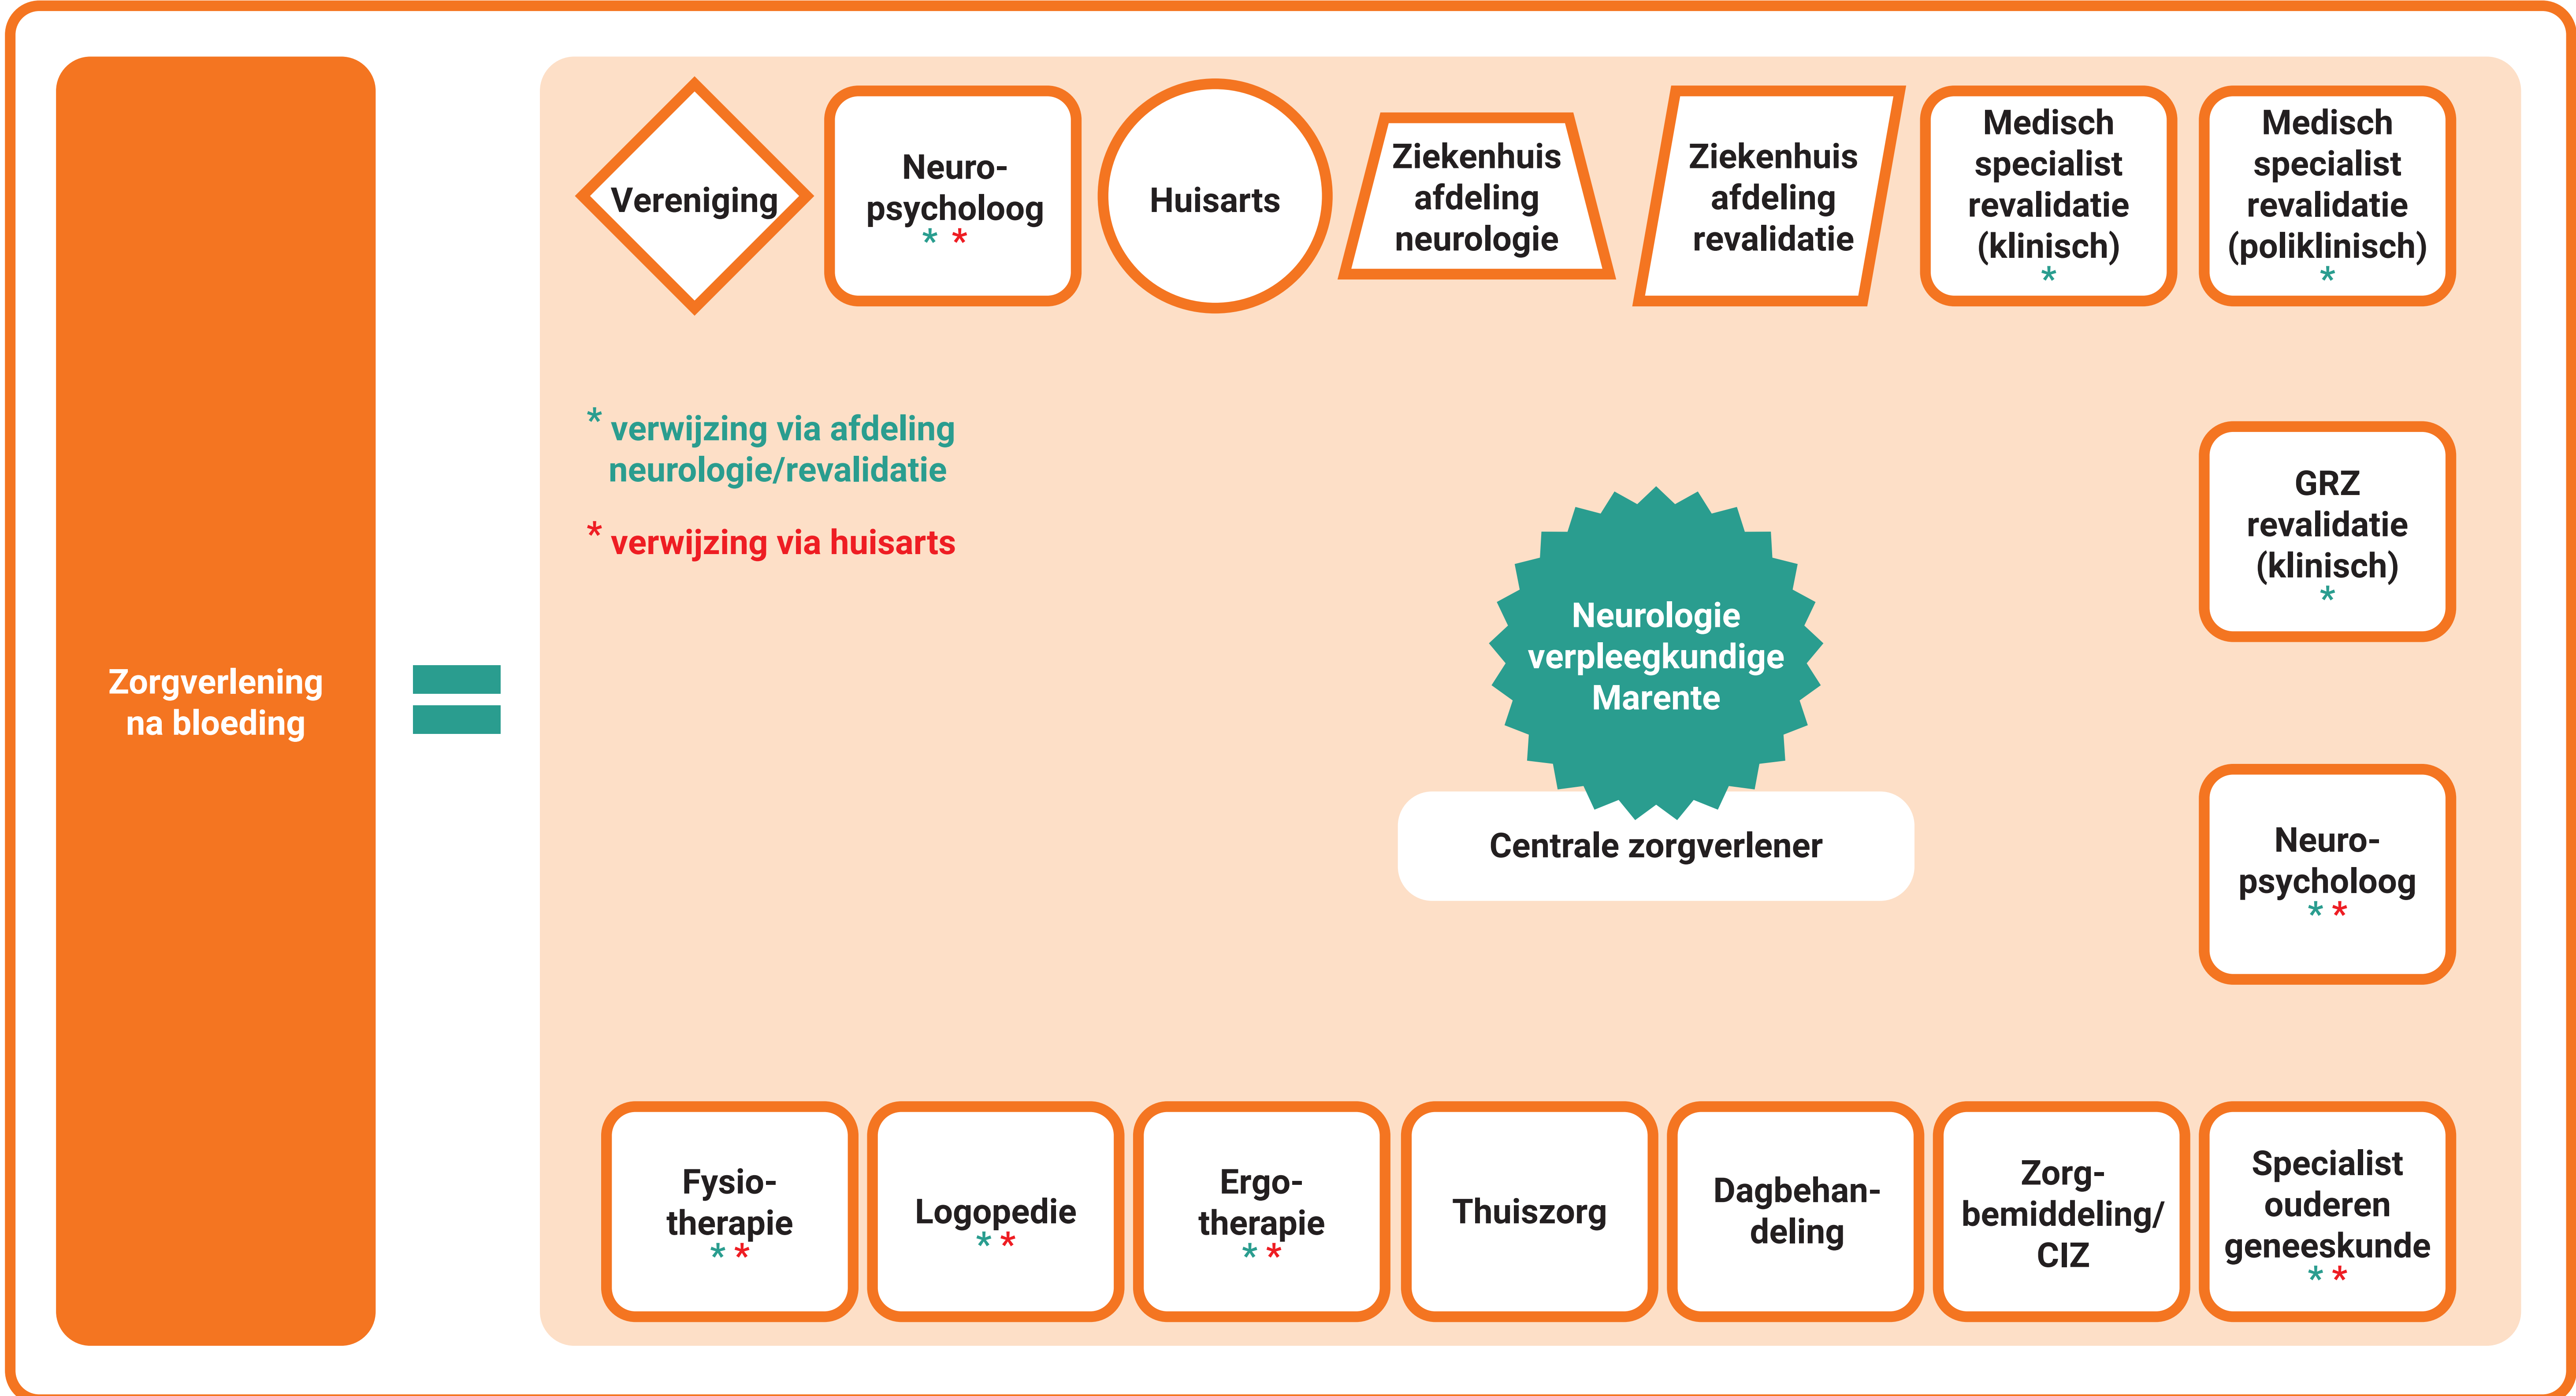 Zorgverlening
na bloeding
Vereniging
Neuro-
psycholoog
* *
Huisarts
Ziekenhuis
afdeling
neurologie
Ziekenhuis
afdeling
revalidatie
Medisch
specialist
revalidatie
(klinisch)
*
Medisch
specialist
revalidatie
(poliklinisch)
*
* verwijzing via afdeling
neurologie/revalidatie
* verwijzing via huisarts
Neurologie
verpleegkundige
Marente
Centrale zorgverlener
GRZ
revalidatie
(klinisch)
*
Neuro-
psycholoog
* *
Fysio-
therapie
* *
Logopedie
* *
Ergo-
therapie
* *
Thuiszorg
Dagbehan-
deling
Zorg-
bemiddeling/
CIZ
Specialist
ouderen
geneeskunde
* *